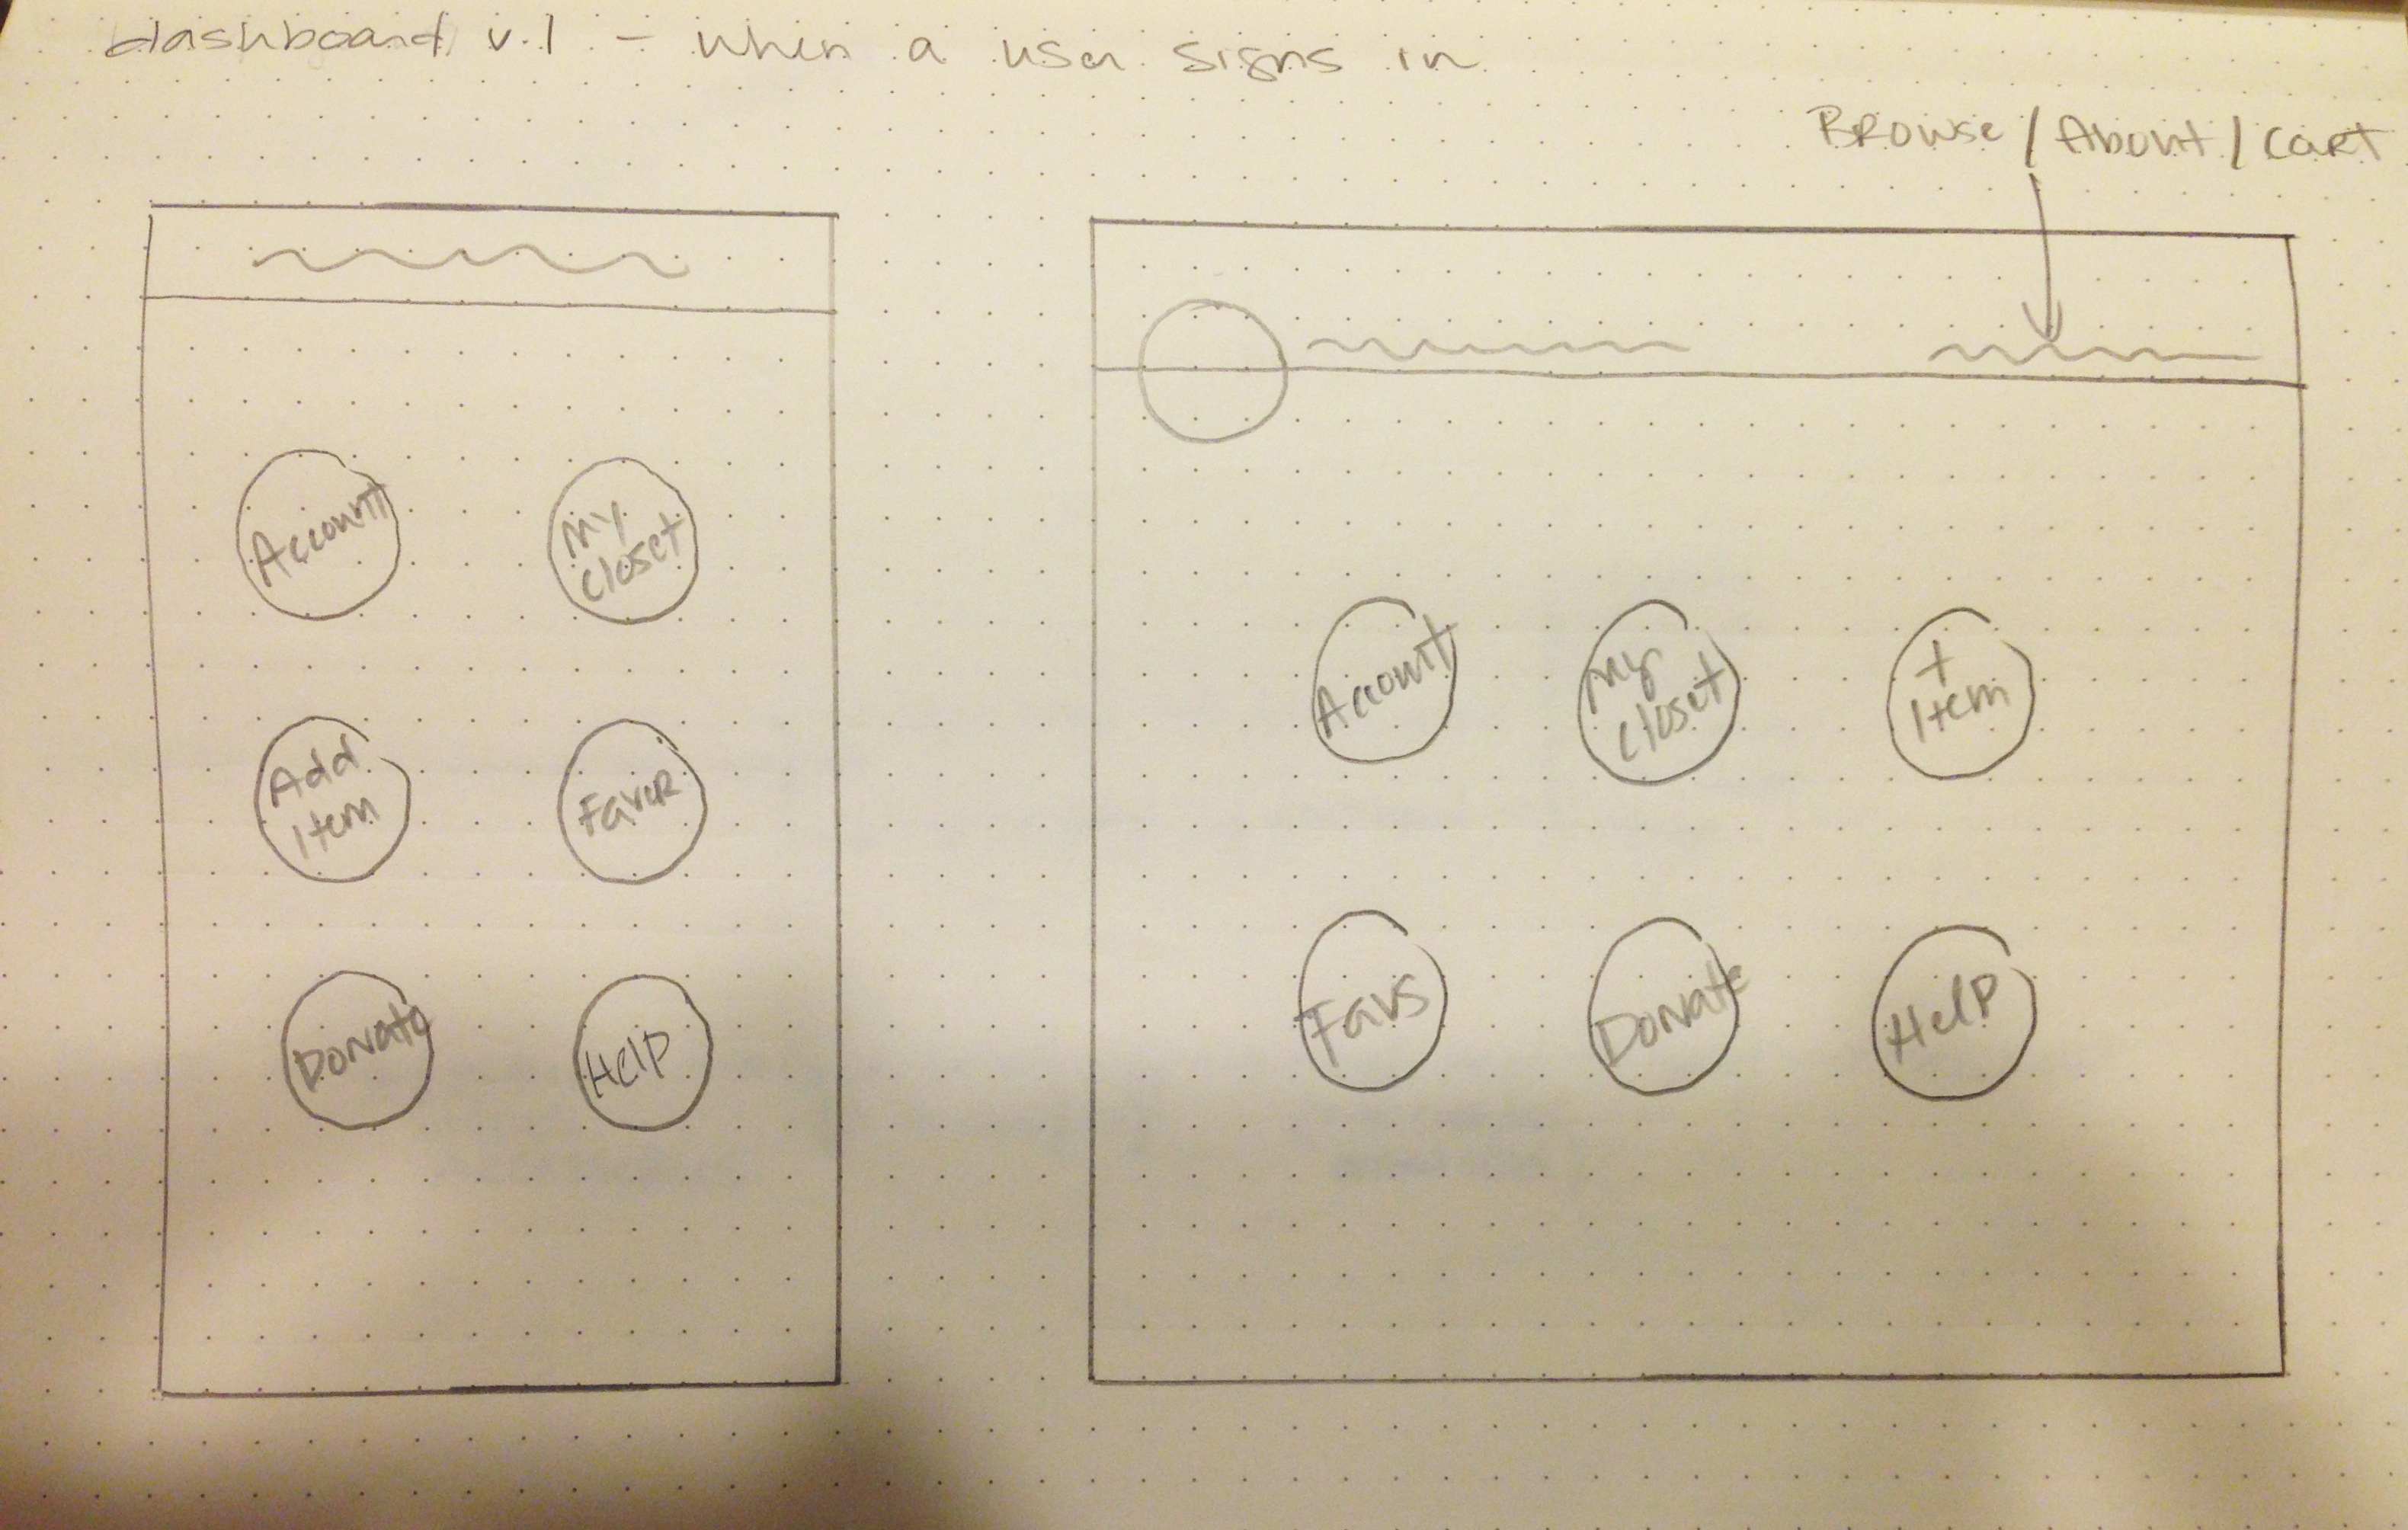 dashboard v.1 - when a user signs in
BROWSE / About / Cart
Account
My
Closet
Add
Item
Favor
Donate
Help
Account
My
Closet
+
Item
Favs
Donate
Help